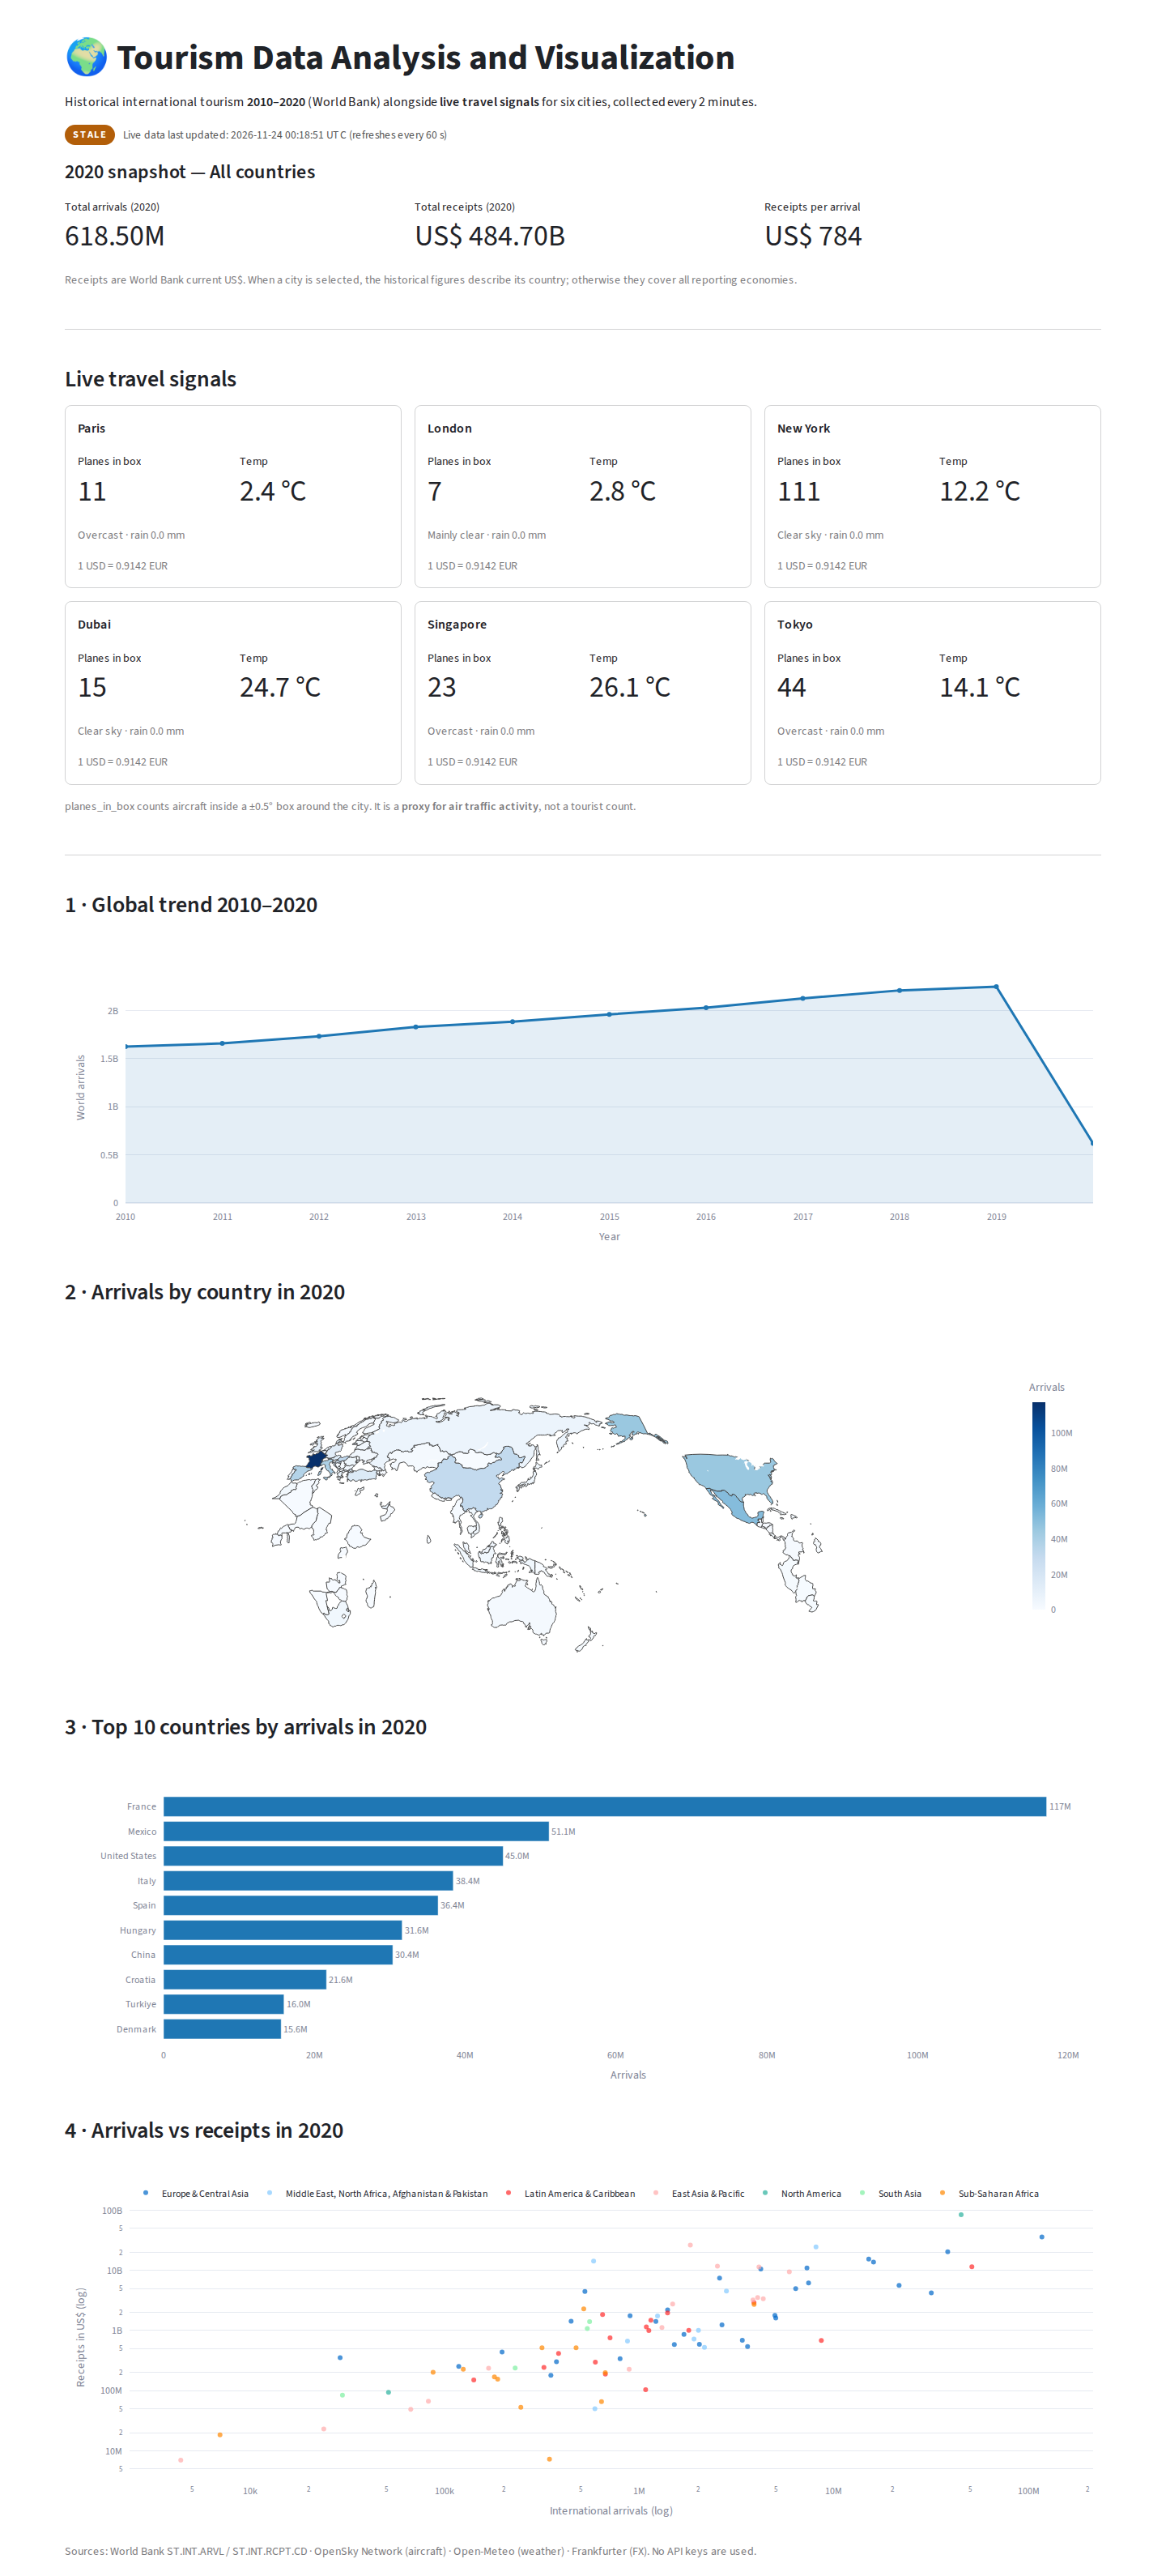 🌍 Tourism Data Analysis and Visualization
Historical international tourism 2010–2020 (World Bank) alongside live travel signals for six cities, collected every 2 minutes.
STALE Live data last updated: 2026-11-24 00:18:51 UTC (refreshes every 60 s)
2020 snapshot — All countries
Total arrivals (2020) Total receipts (2020) Receipts per arrival
618.50M US$ 484.70B US$ 784
Receipts are World Bank current US$. When a city is selected, the historical figures describe its country; otherwise they cover all reporting economies.
Live travel signals
Paris
Planes in box Temp
11 2.4 °C
Overcast · rain 0.0 mm
1 USD = 0.9142 EUR
London
Planes in box Temp
7 2.8 °C
Mainly clear · rain 0.0 mm
1 USD = 0.9142 EUR
New York
Planes in box Temp
111 12.2 °C
Clear sky · rain 0.0 mm
1 USD = 0.9142 EUR
Dubai
Planes in box Temp
15 24.7 °C
Clear sky · rain 0.0 mm
1 USD = 0.9142 EUR
Singapore
Planes in box Temp
23 26.1 °C
Overcast · rain 0.0 mm
1 USD = 0.9142 EUR
Tokyo
Planes in box Temp
44 14.1 °C
Overcast · rain 0.0 mm
1 USD = 0.9142 EUR
planes_in_box counts aircraft inside a ±0.5° box around the city. It is a proxy for air traffic activity, not a tourist count.
1 · Global trend 2010–2020
World arrivals
2B
1.5B
1B
0.5B
0
2010 2011 2012 2013 2014 2015 2016 2017 2018 2019
Year
2 · Arrivals by country in 2020
Arrivals
100M
80M
60M
40M
20M
0
3 · Top 10 countries by arrivals in 2020
France 117M
Mexico 51.1M
United States 45.0M
Italy 38.4M
Spain 36.4M
Hungary 31.6M
China 30.4M
Croatia 21.6M
Turkiye 16.0M
Denmark 15.6M
0 20M 40M 60M 80M 100M 120M
Arrivals
4 · Arrivals vs receipts in 2020
Europe & Central Asia Middle East, North Africa, Afghanistan & Pakistan Latin America & Caribbean East Asia & Pacific North America South Asia Sub-Saharan Africa
Receipts in US$ (log)
100B
5
2
10B
5
2
1B
5
2
100M
5
2
10M
5
5 10k 2 5 100k 2 5 1M 2 5 10M 2 5 100M 2
International arrivals (log)
Sources: World Bank ST.INT.ARVL / ST.INT.RCPT.CD · OpenSky Network (aircraft) · Open-Meteo (weather) · Frankfurter (FX). No API keys are used.